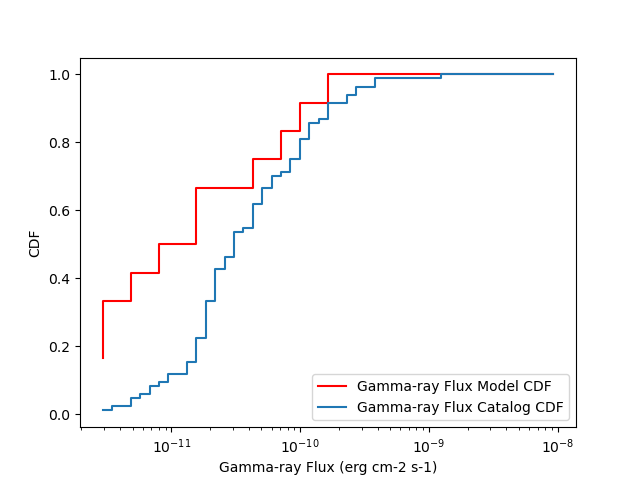 1.0
0.8
0.6
0.4
0.2
0.0
CDF
10⁻¹¹
10⁻¹⁰
10⁻⁹
10⁻⁸
Gamma-ray Flux (erg cm-2 s-1)
Gamma-ray Flux Model CDF
Gamma-ray Flux Catalog CDF